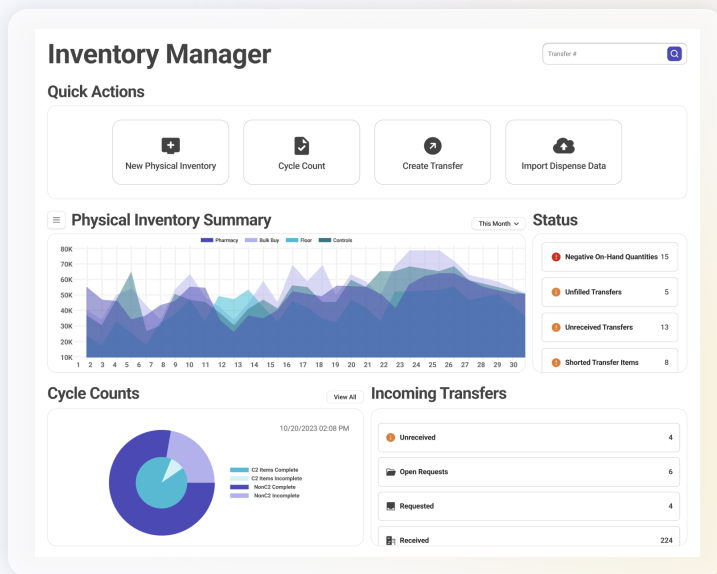 Inventory Manager
Transfer #
Quick Actions
New Physical Inventory
Cycle Count
Create Transfer
Import Dispense Data
Physical Inventory Summary
This Month
Pharmacy Bulk Buy Floor Controls
80K
70K
60K
50K
40K
30K
20K
10K
1 2 3 4 5 6 7 8 9 10 11 12 13 14 15 16 17 18 19 20 21 22 23 24 25 26 27 28 29 30
Status
Negative On-Hand Quantities 15
Unfilled Transfers 5
Unreceived Transfers 13
Shorted Transfer Items 8
Cycle Counts
View All
10/20/2023 02:08 PM
C2 Items Complete
C2 Items Incomplete
NonC2 Complete
NonC2 Incomplete
Incoming Transfers
Unreceived 4
Open Requests 6
Requested 4
Received 224